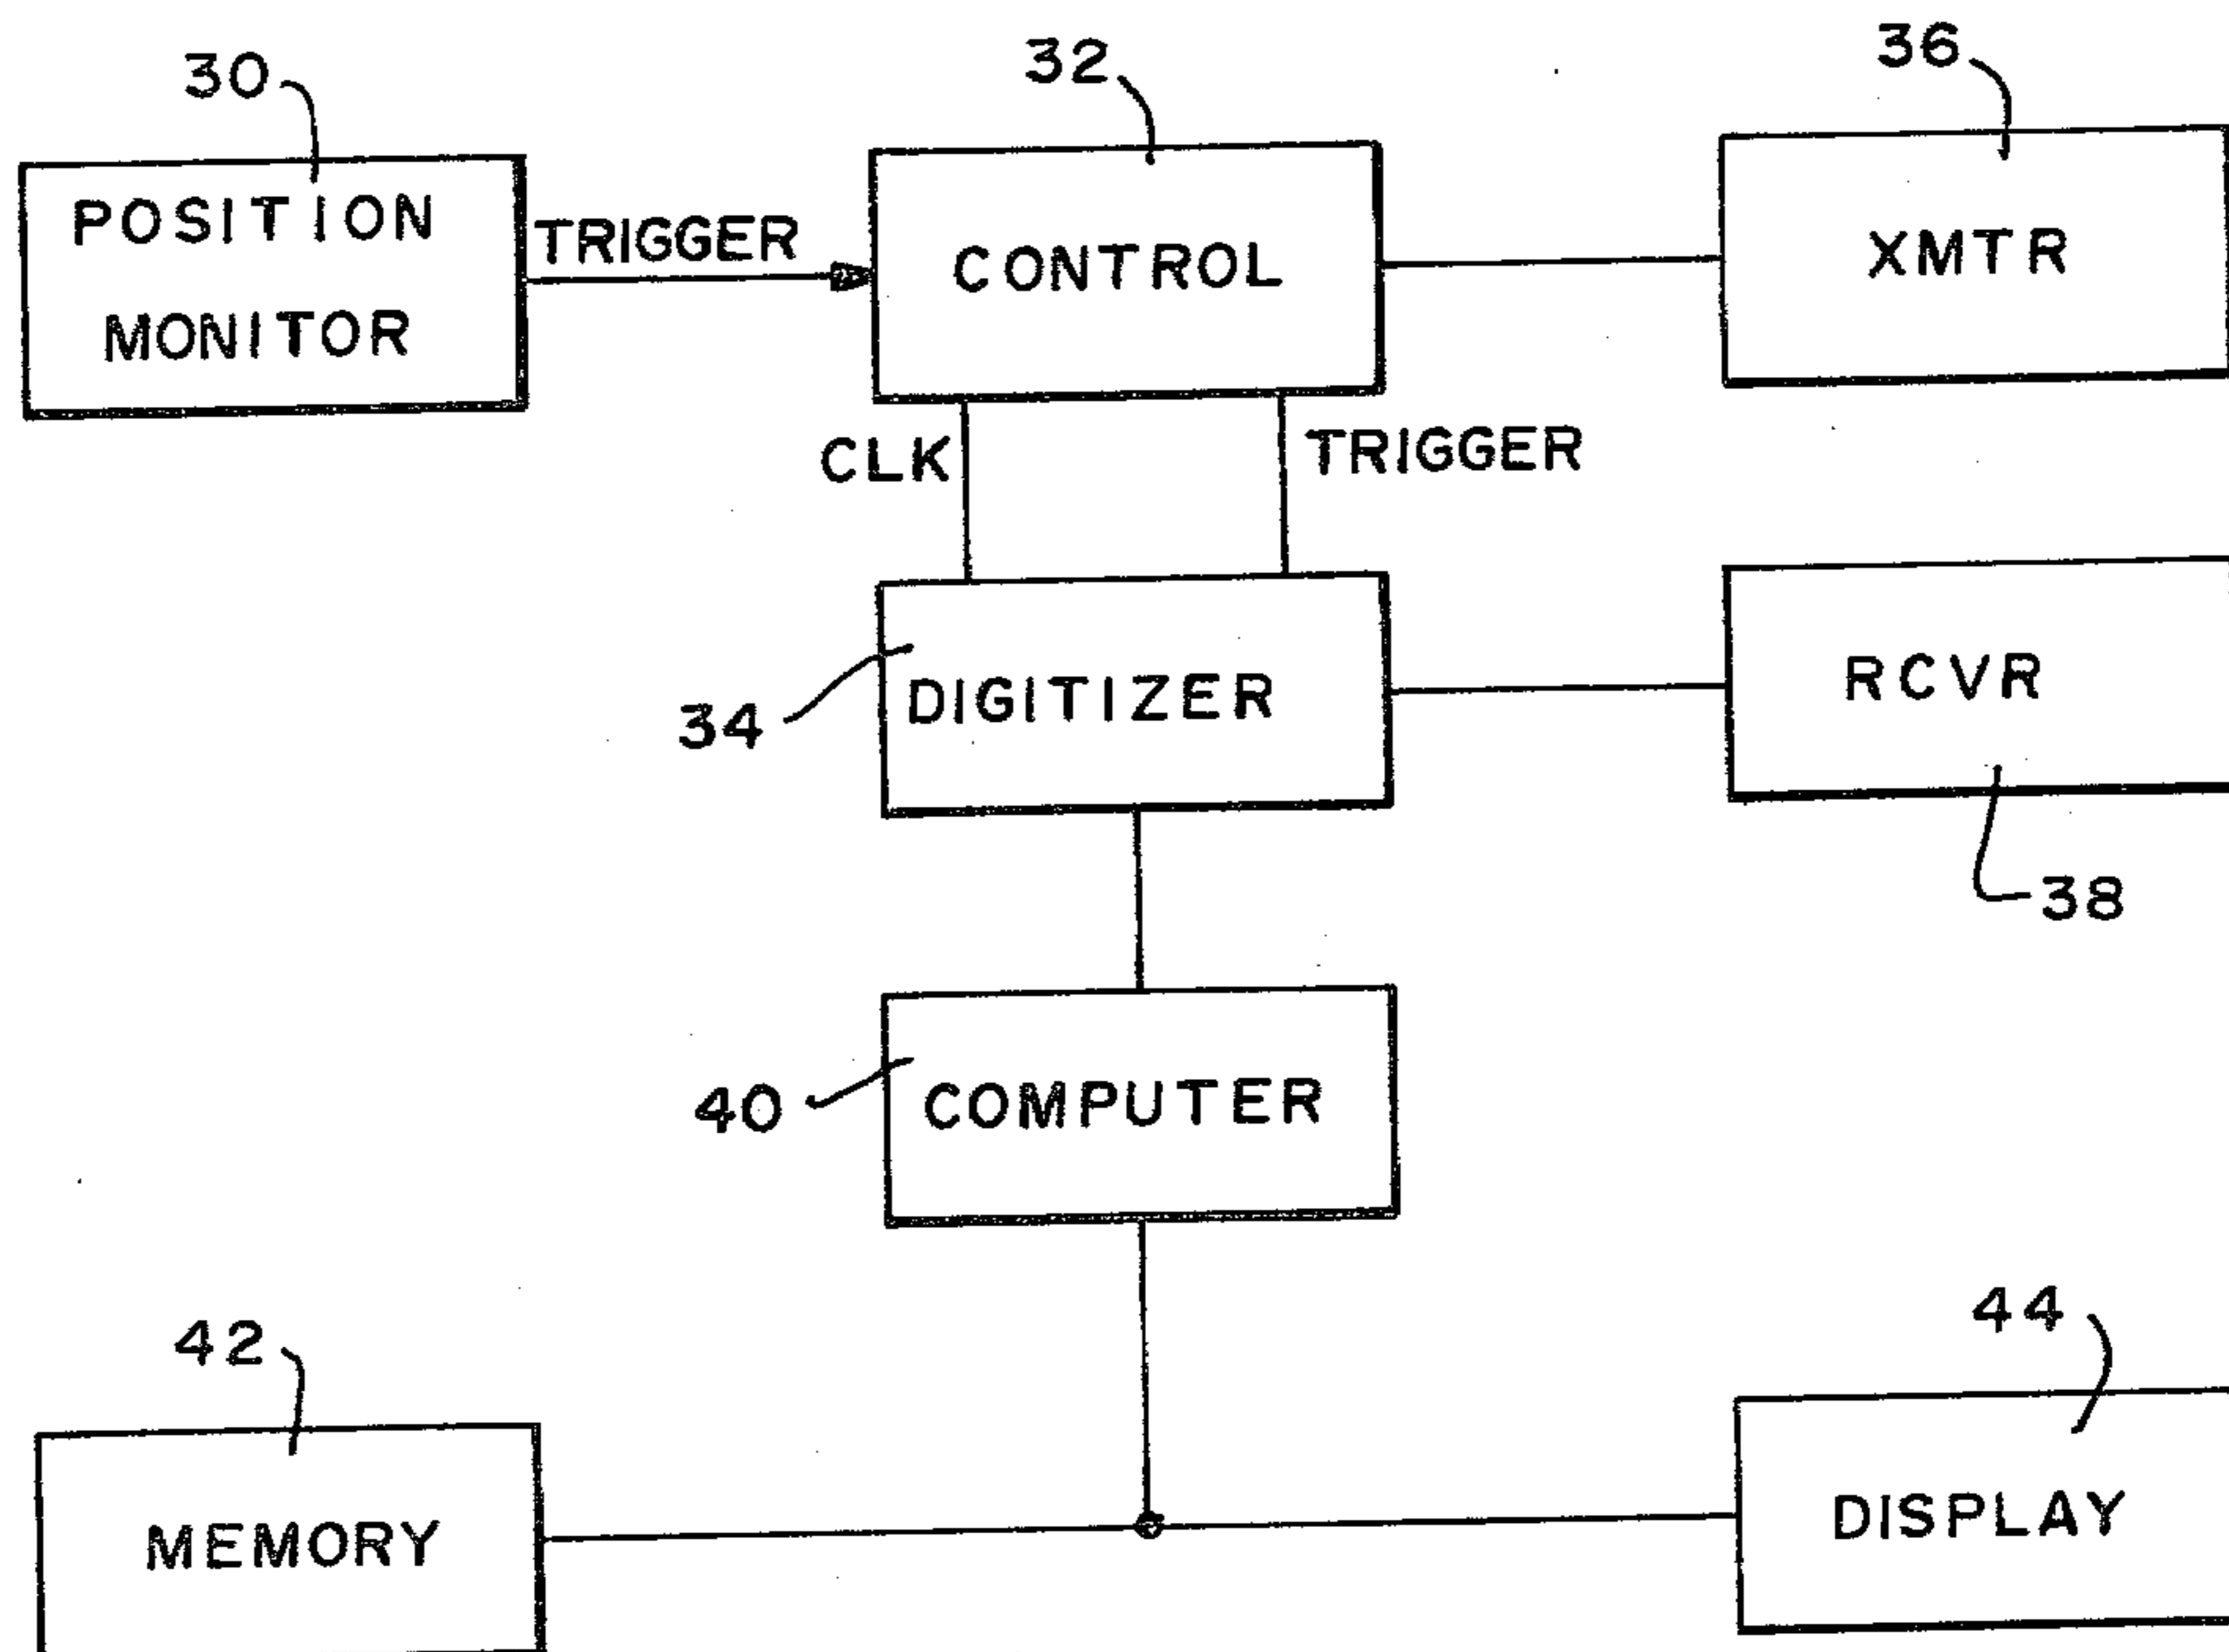 30
32
36
POSITION
MONITOR
TRIGGER
CONTROL
XMTR
CLK
TRIGGER
34
DIGITIZER
RCVR
38
40
COMPUTER
42
44
MEMORY
DISPLAY